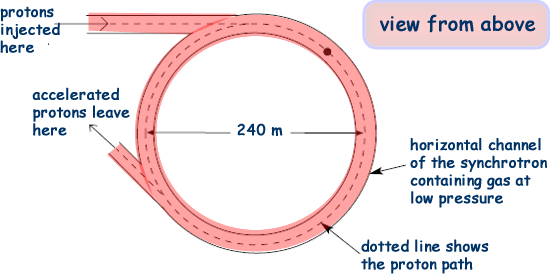 protons
injected
here
view from above
accelerated
protons leave
here
240 m
horizontal channel
of the synchrotron
containing gas at
low pressure
dotted line shows
the proton path